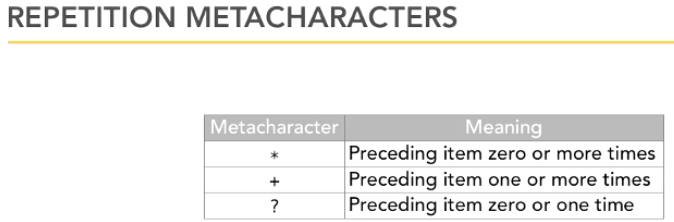 REPETITION METACHARACTERS
Metacharacter Meaning
* Preceding item zero or more times
+ Preceding item one or more times
? Preceding item zero or one time